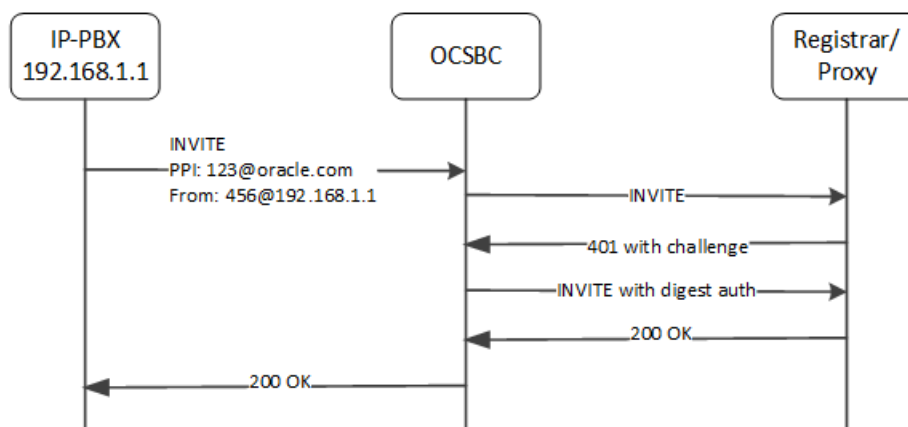 IP-PBX
192.168.1.1
OCSBC
Registrar/
Proxy
INVITE
PPI: 123@oracle.com
From: 456@192.168.1.1
INVITE
401 with challenge
INVITE with digest auth
200 OK
200 OK